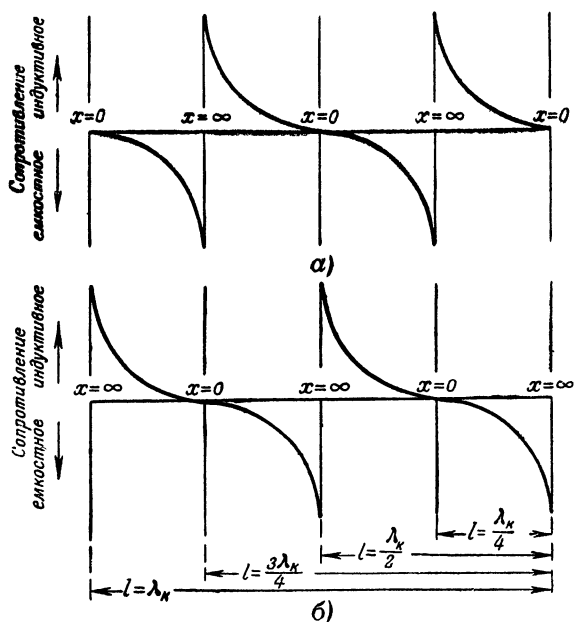 Сопротивление
емкостное индуктивное
x=0 x=∞ x=0 x=∞ x=0
а)
Сопротивление
емкостное индуктивное
x=∞ x=0 x=∞ x=0 x=∞
l=λк/4
l=λк/2
l=3λк/4
l=λк
б)